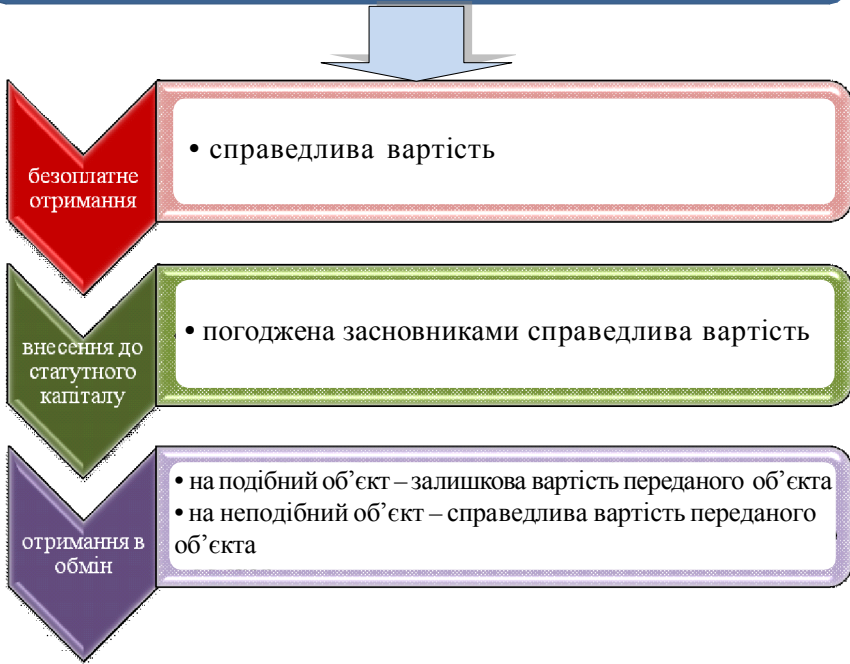 безоплатне
отримання
• справедлива вартість
внесення до
статутного
капіталу
• погоджена засновниками справедлива вартість
отримання в
обмін
• на подібний об’єкт – залишкова вартість переданого об’єкта
• на неподібний об’єкт – справедлива вартість переданого
об’єкта